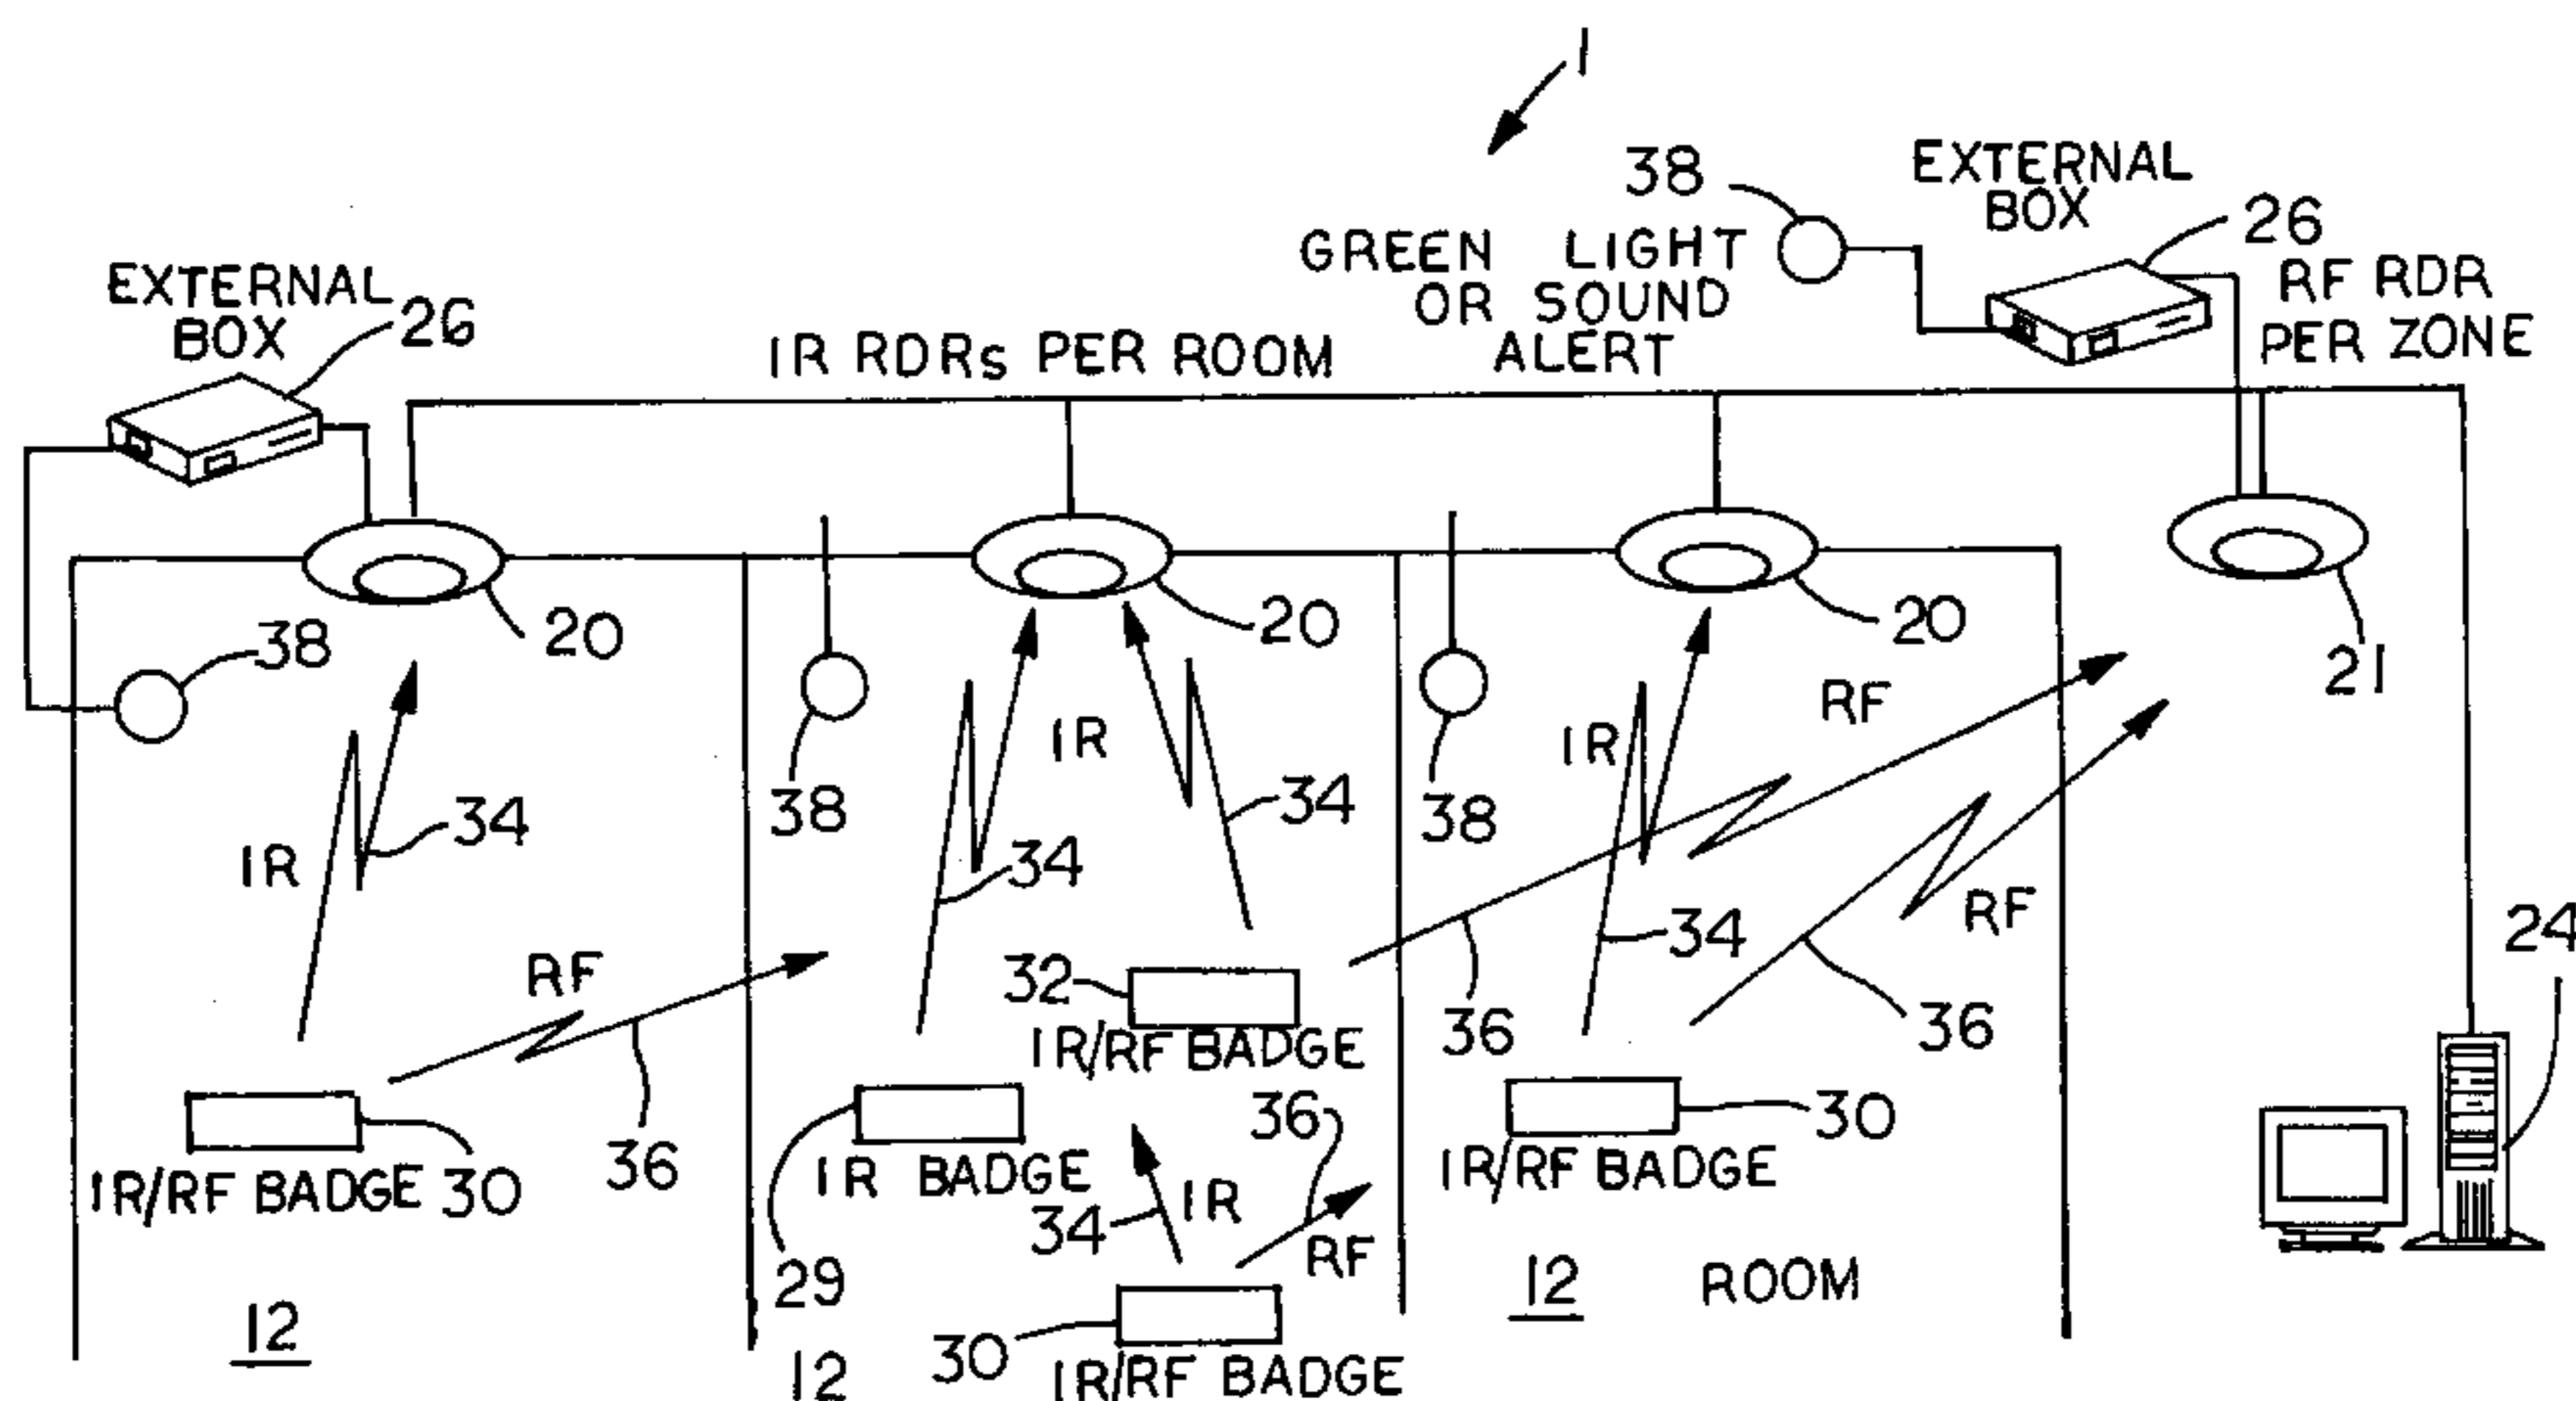 1
38
EXTERNAL
BOX
26
GREEN LIGHT
OR SOUND
ALERT
RF RDR
PER ZONE
EXTERNAL
BOX
26
IR RDRs PER ROOM
20
20
20
21
38
38
38
IR
34
IR
34
34
IR
34
RF
RF
36
36
RF
36
24
32
IR/RF BADGE
30
IR/RF BADGE
29
IR BADGE
34
IR
36
RF
30
IR/RF BADGE
30
IR/RF BADGE
12
12
12
ROOM